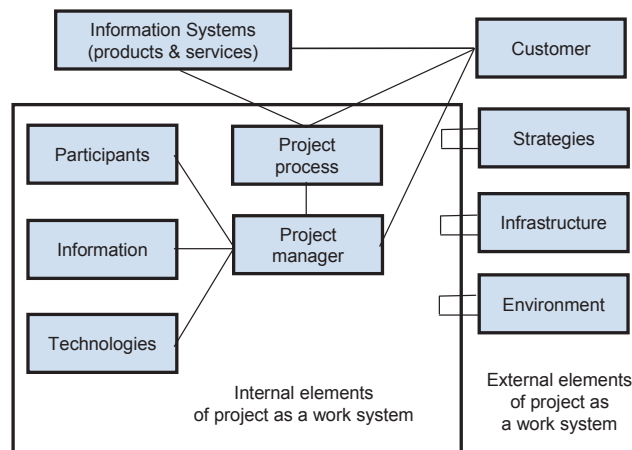 Information Systems
(products & services)
Customer
Participants
Project
process
Strategies
Information
Project
manager
Infrastructure
Technologies
Environment
Internal elements
of project as a work system
External elements
of project as
a work system